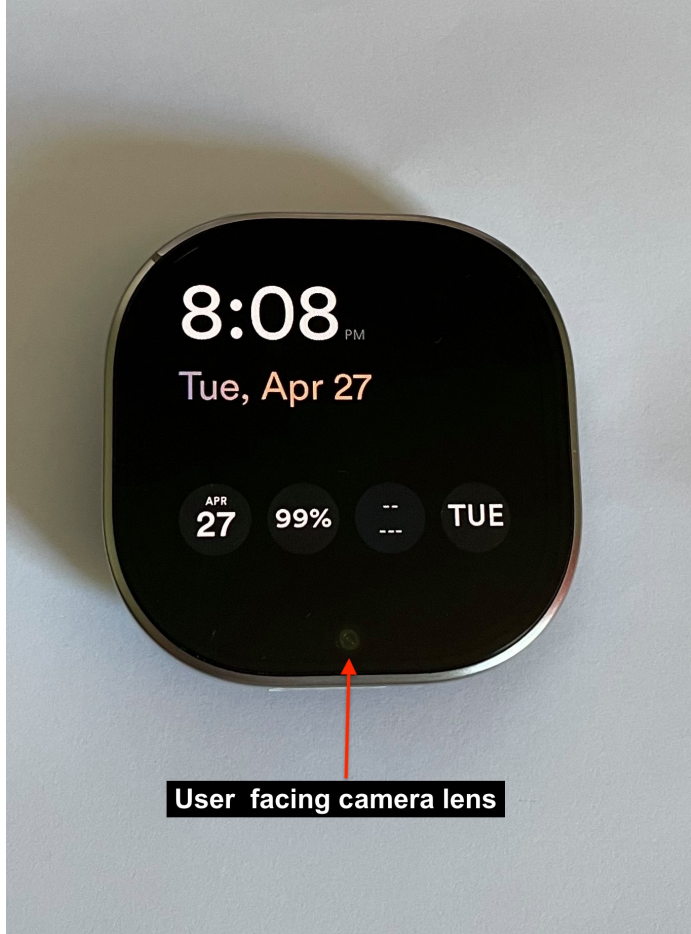 8:08 PM
Tue, Apr 27
APR
27
99%
--
---
TUE
User  facing camera lens